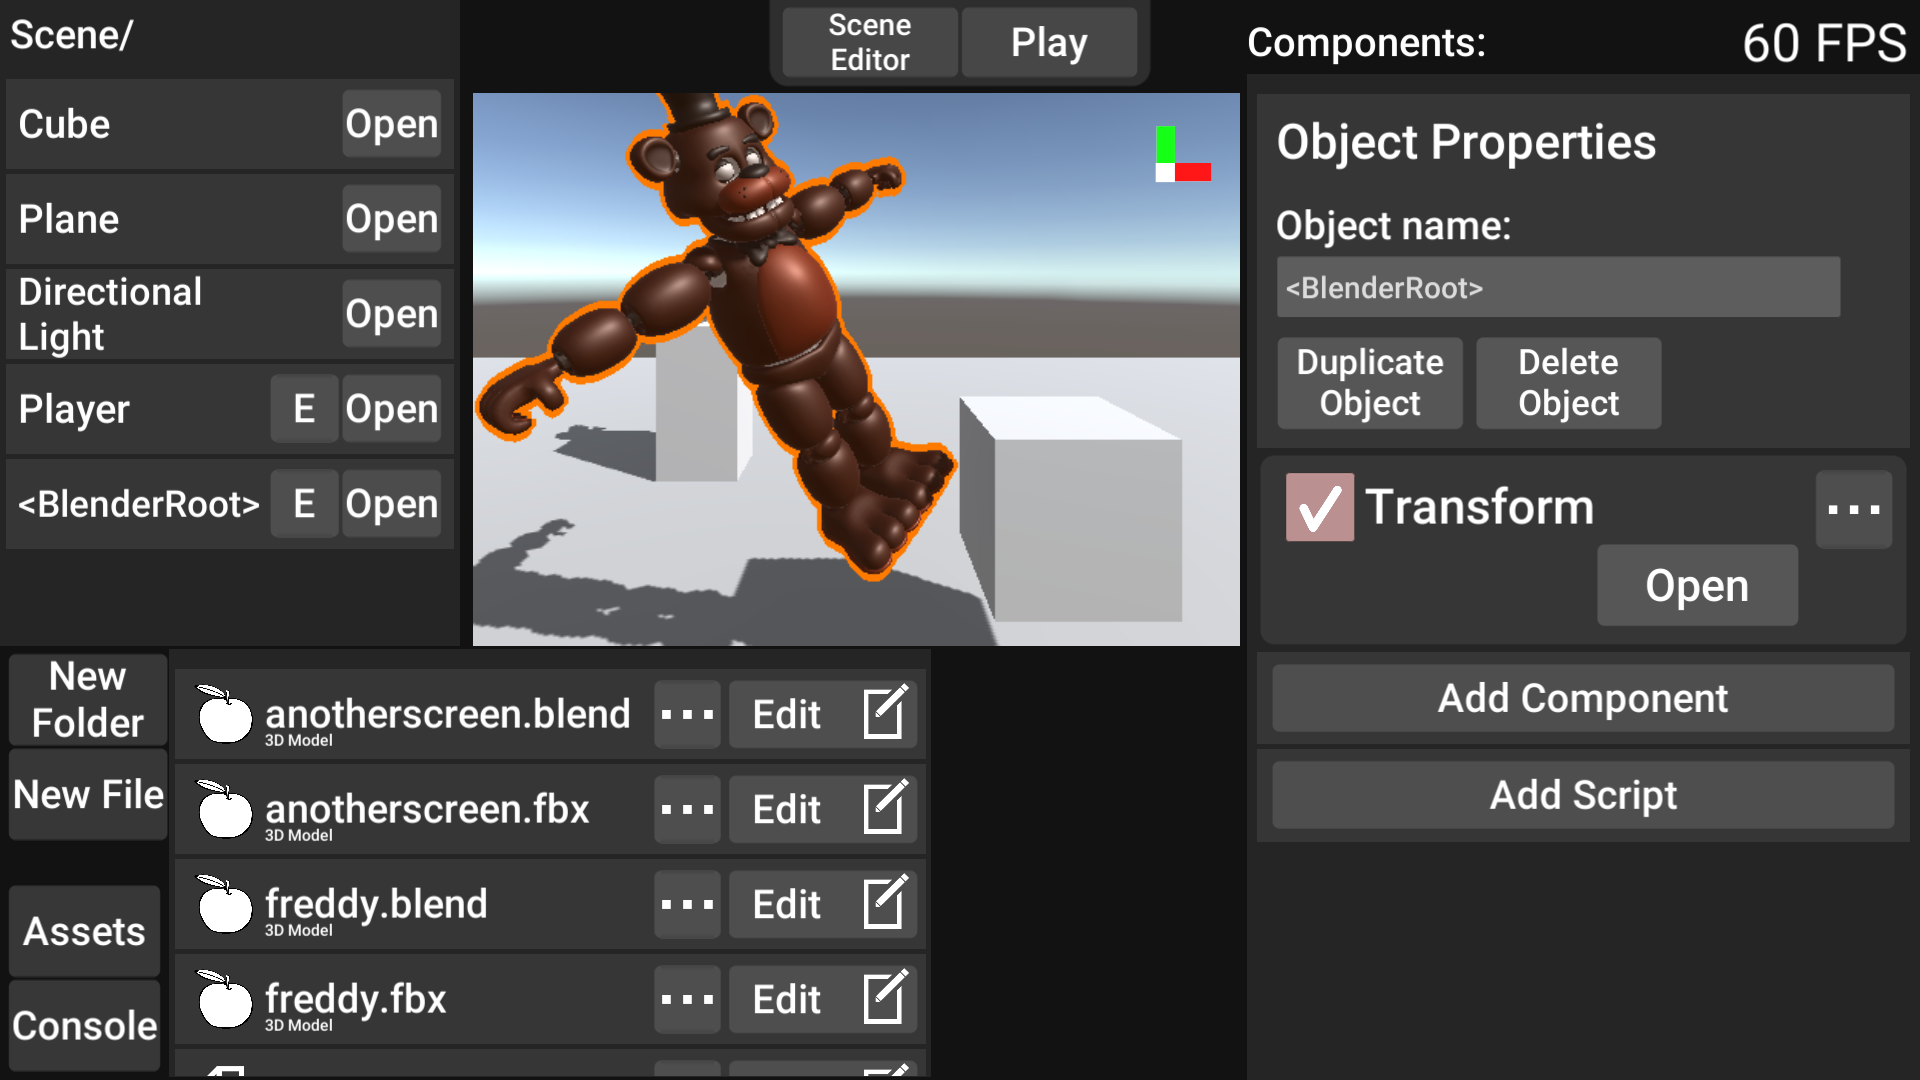 Scene/
Cube
Open
Plane
Open
Directional
Light
Open
Player
E
Open
<BlenderRoot>
E
Open
Scene
Editor
Play
Components:
60 FPS
Object Properties
Object name:
<BlenderRoot>
Duplicate
Object
Delete
Object
Transform
...
Open
Add Component
Add Script
New
Folder
New File
Assets
Console
anotherscreen.blend
3D Model
...
Edit
anotherscreen.fbx
3D Model
...
Edit
freddy.blend
3D Model
...
Edit
freddy.fbx
3D Model
...
Edit